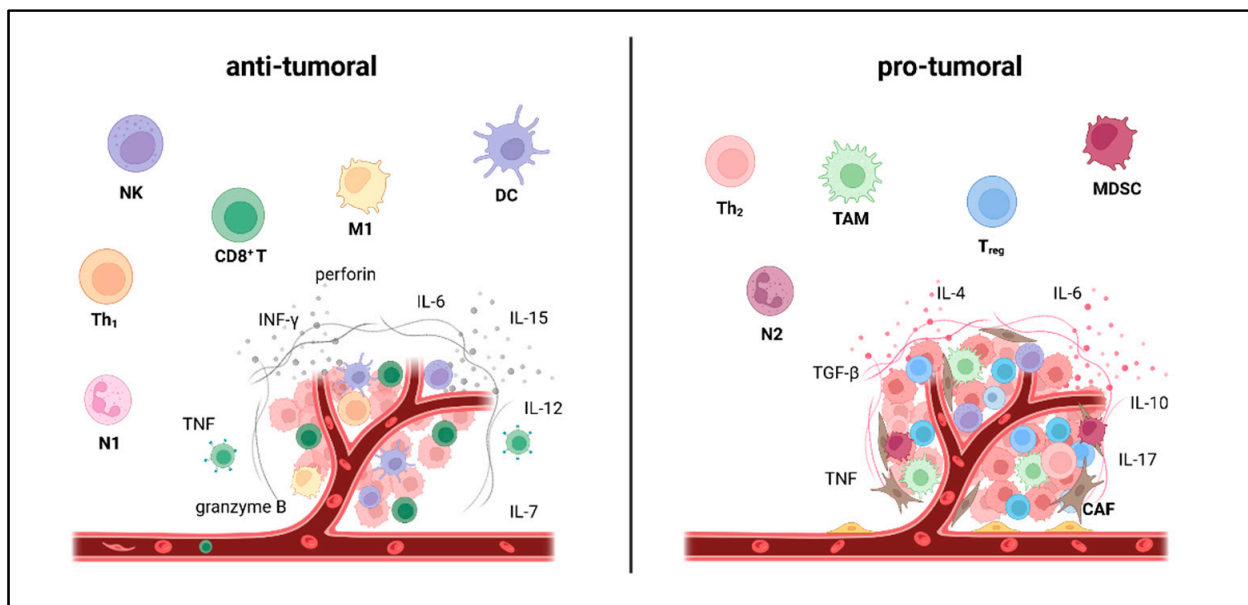 anti-tumoral
NK
CD8⁺ T
M1
DC
Th₁
N1
perforin
INF-γ
IL-6
IL-15
TNF
IL-12
granzyme B
IL-7
pro-tumoral
Th₂
TAM
Tᵣₑg
MDSC
N2
IL-4
IL-6
TGF-β
IL-10
TNF
IL-17
CAF